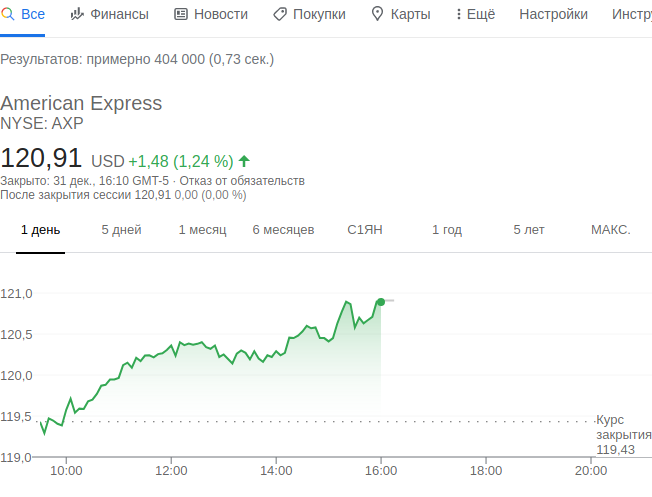 Все Финансы Новости Покупки Карты Ещё Настройки Инстру
Результатов: примерно 404 000 (0,73 сек.)
American Express
NYSE: AXP
120,91 USD +1,48 (1,24 %)
Закрыто: 31 дек., 16:10 GMT-5 · Отказ от обязательств
После закрытия сессии 120,91 0,00 (0,00 %)
1 день 5 дней 1 месяц 6 месяцев С1ЯН 1 год 5 лет МАКС.
121,0
120,5
120,0
119,5
Курс
закрытия
119,43
119,0
10:00 12:00 14:00 16:00 18:00 20:00